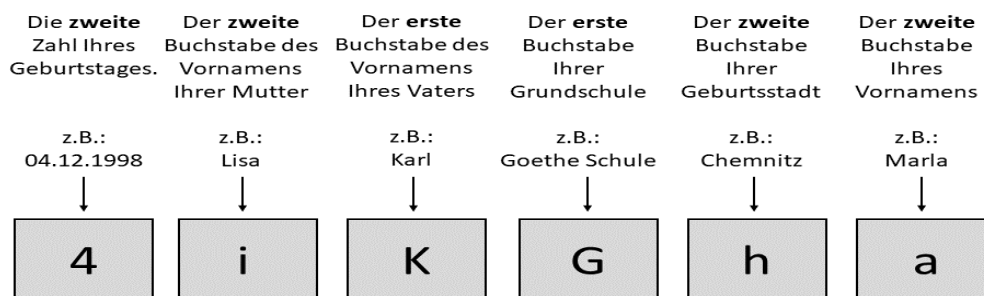 Die zweite
Zahl Ihres
Geburtstages.
z.B.:
04.12.1998
4
Der zweite
Buchstabe des
Vornamens
Ihrer Mutter
z.B.:
Lisa
i
Der erste
Buchstabe des
Vornamens
Ihres Vaters
z.B.:
Karl
K
Der erste
Buchstabe
Ihrer
Grundschule
z.B.:
Goethe Schule
G
Der zweite
Buchstabe
Ihrer
Geburtsstadt
z.B.:
Chemnitz
h
Der zweite
Buchstabe
Ihres
Vornamens
z.B.:
Marla
a